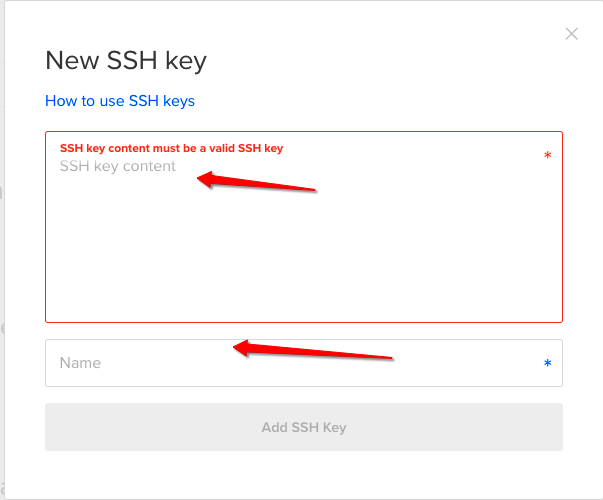 New SSH key
How to use SSH keys
SSH key content must be a valid SSH key
*
SSH key content
Name
*
Add SSH Key